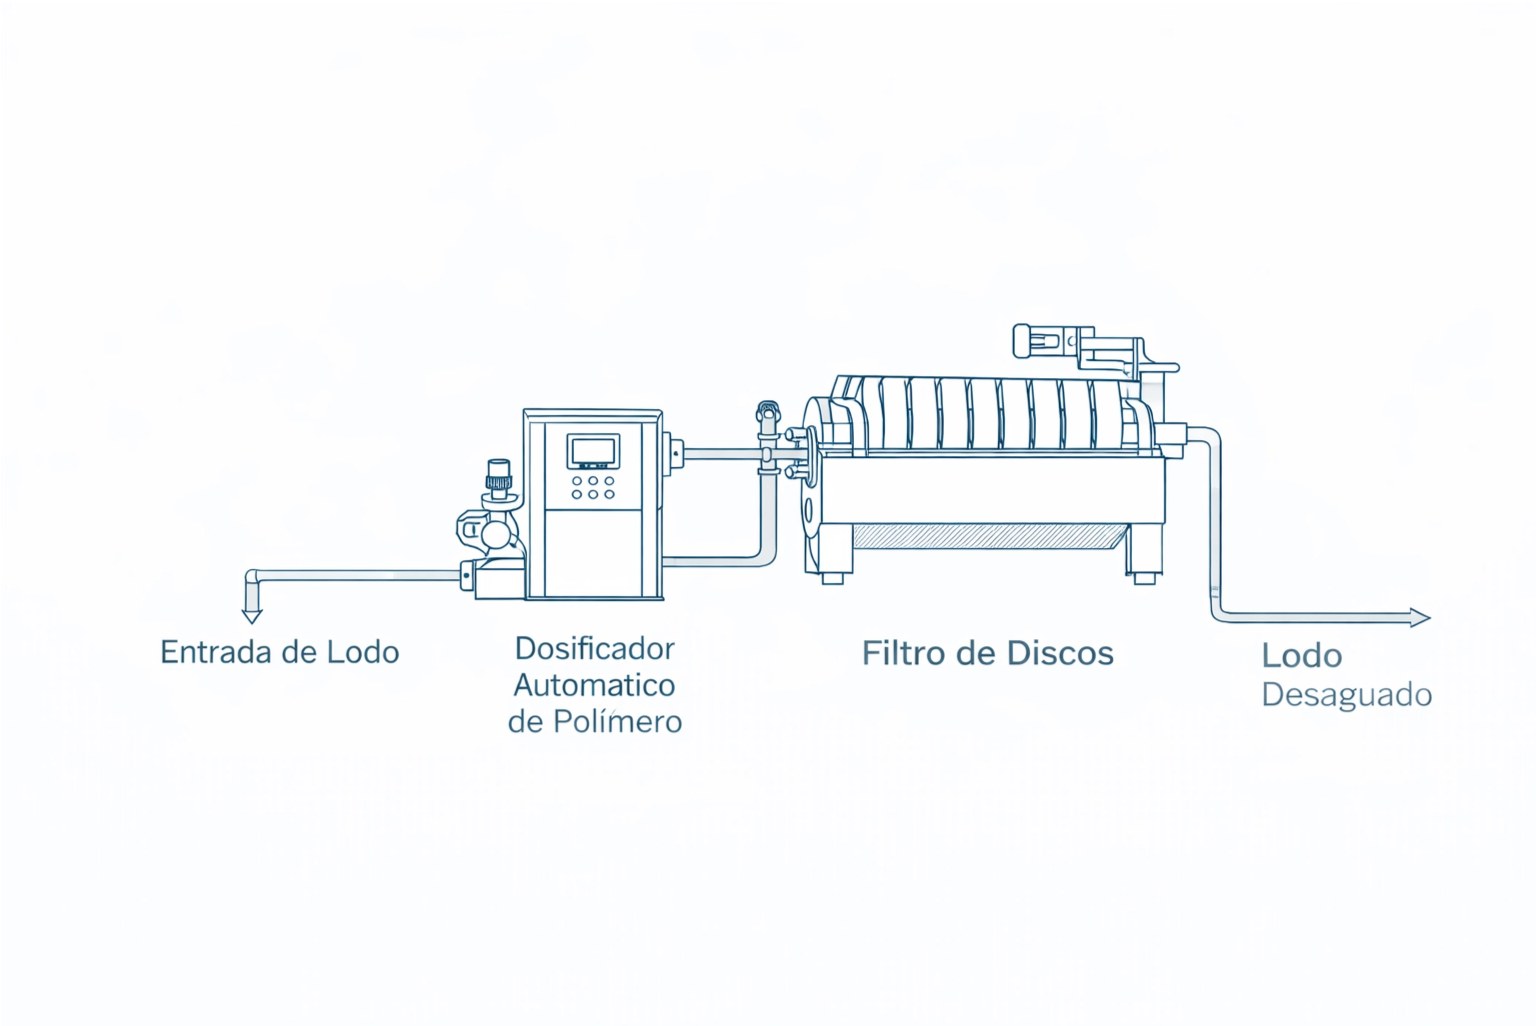 Entrada de Lodo
Dosificador
Automatico
de Polímero
Filtro de Discos
Lodo
Desaguado